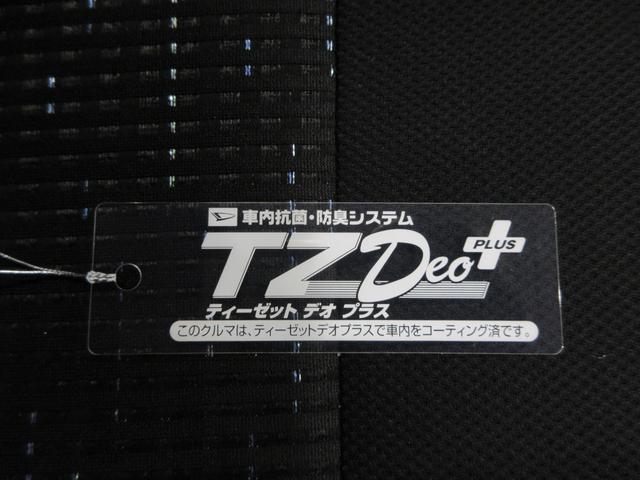 車内抗菌・防臭システム
TZ Deo PLUS
ティーゼット デオ プラス
このクルマは、ティーゼットデオプラスで車内をコーティング済です。